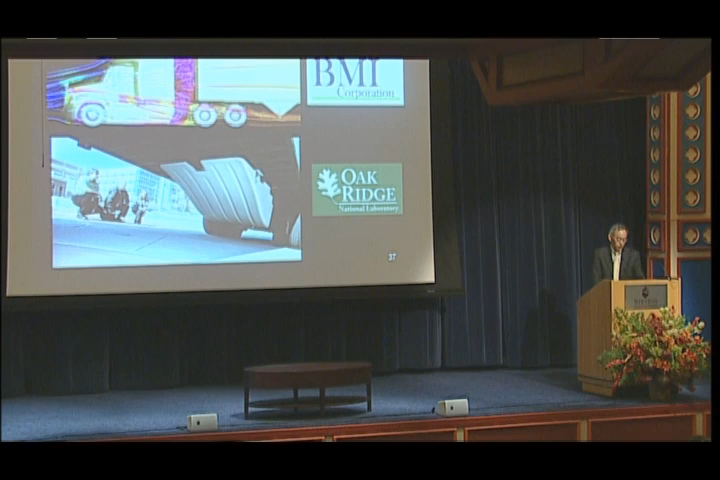 BMI
Corporation
OAK
RIDGE
National Laboratory
37